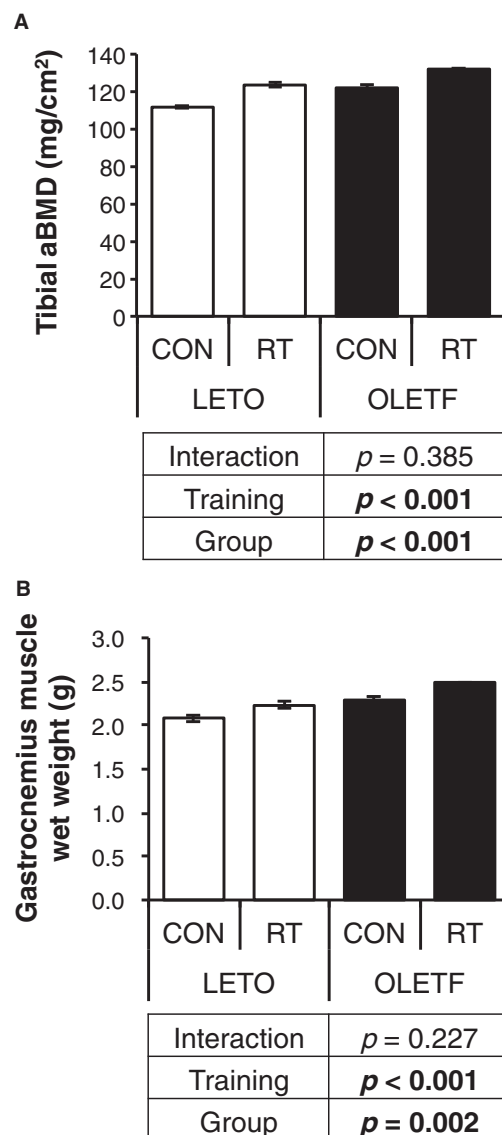 A
Tibial aBMD (mg/cm²)
140
120
100
80
60
40
20
0
CON RT CON RT
LETO OLETF
Interaction p = 0.385
Training p < 0.001
Group p < 0.001
B
Gastrocnemius muscle
wet weight (g)
3.0
2.5
2.0
1.5
1.0
0.5
0.0
CON RT CON RT
LETO OLETF
Interaction p = 0.227
Training p < 0.001
Group p = 0.002